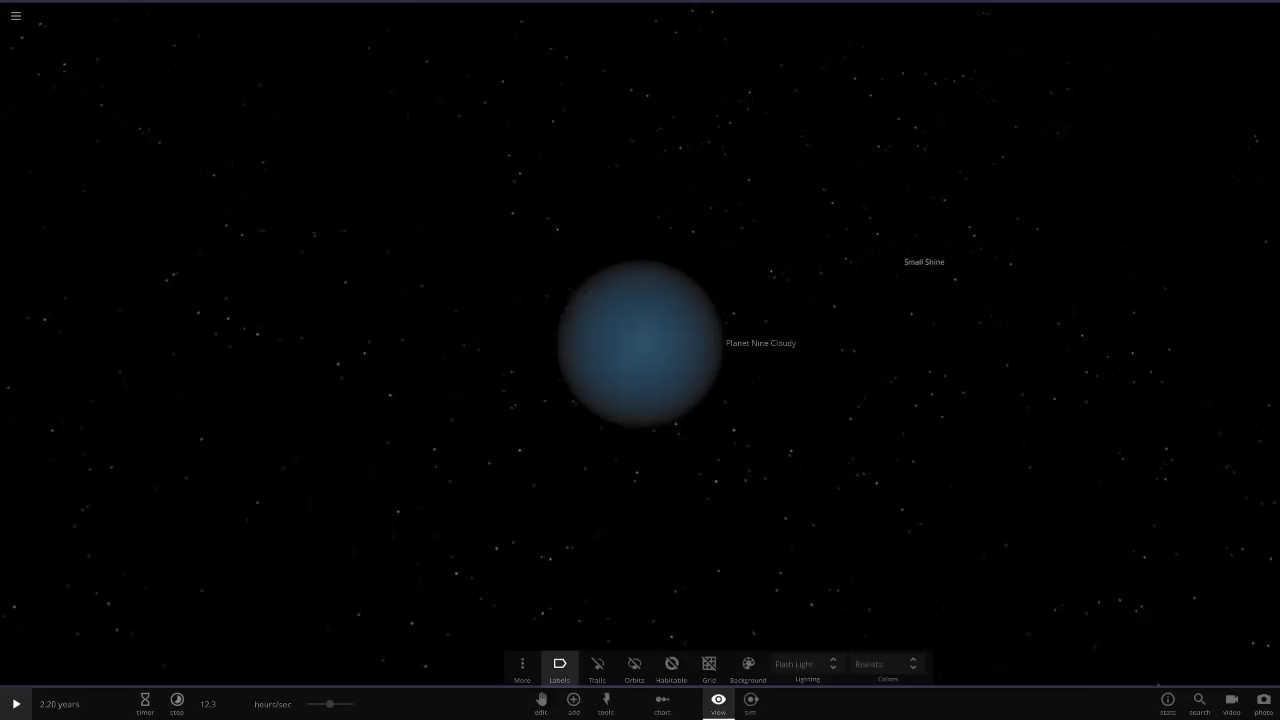 Small Shine
Planet Nine Cloudy
Flash Light
Realistic
More
Labels
Trails
Orbits
Habitable
Grid
Background
Lighting
Colors
2.20 years
timer
step
12.3
hours/sec
edit
add
tools
chart
view
sim
stats
search
video
photo